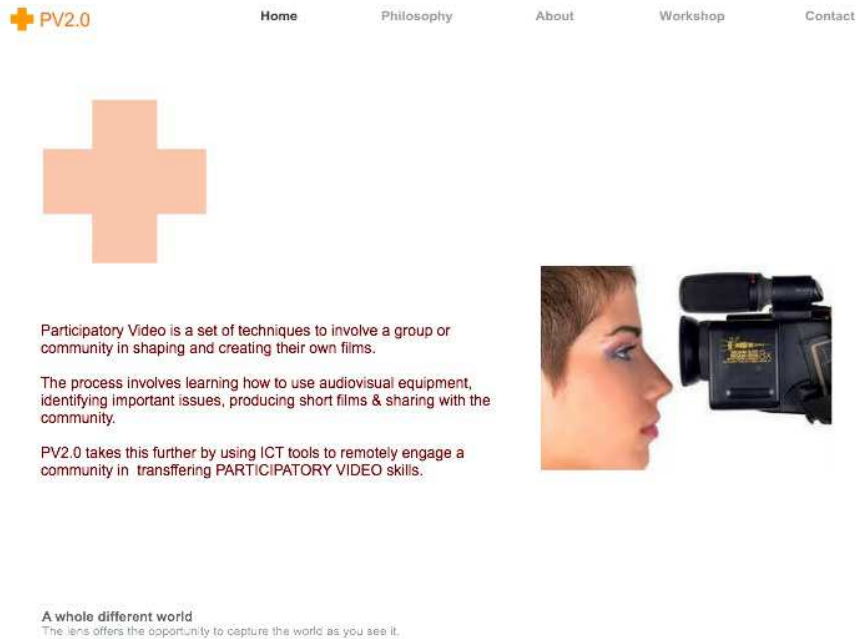 PV2.0
Home Philosophy About Workshop Contact
Participatory Video is a set of techniques to involve a group or
community in shaping and creating their own films.
The process involves learning how to use audiovisual equipment,
identifying important issues, producing short films & sharing with the
community.
PV2.0 takes this further by using ICT tools to remotely engage a
community in transffering PARTICIPATORY VIDEO skills.
A whole different world
The lens offers the opportunity to capture the world as you see it.